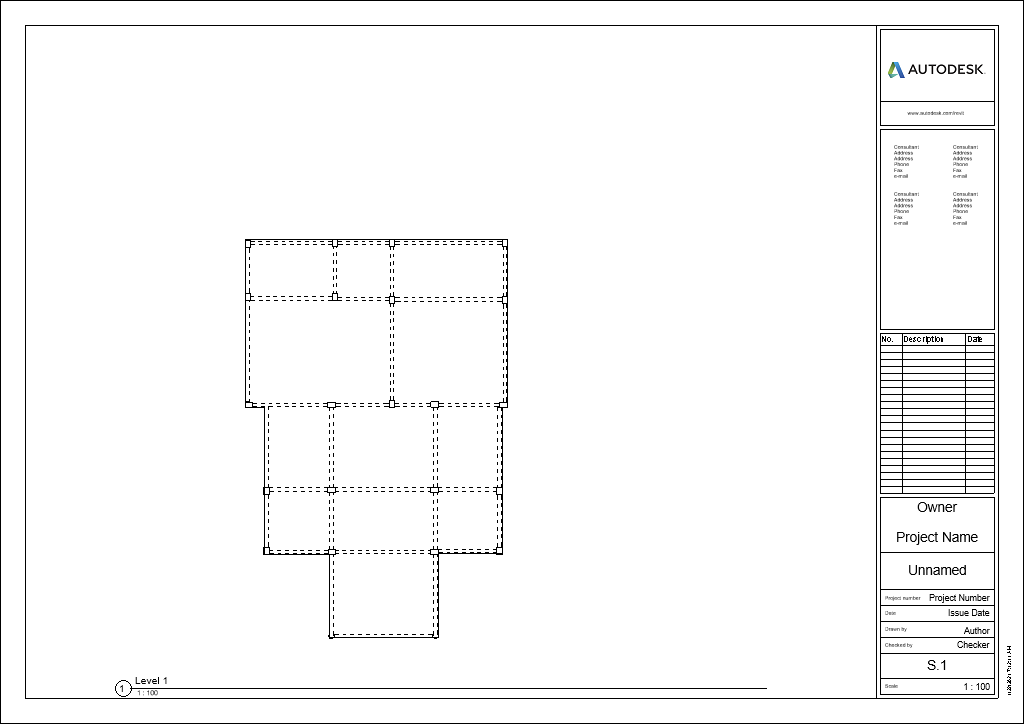 AUTODESK
www.autodesk.com/revit
Consultant Consultant
Address Address
Address Address
Phone Phone
Fax Fax
e-mail e-mail
Consultant Consultant
Address Address
Address Address
Phone Phone
Fax Fax
e-mail e-mail
No. Description Date
Owner
Project Name
Unnamed
Project number Project Number
Date Issue Date
Drawn by Author
Checked by Checker
S.1
Scale 1 : 100
1 Level 1
1 : 100